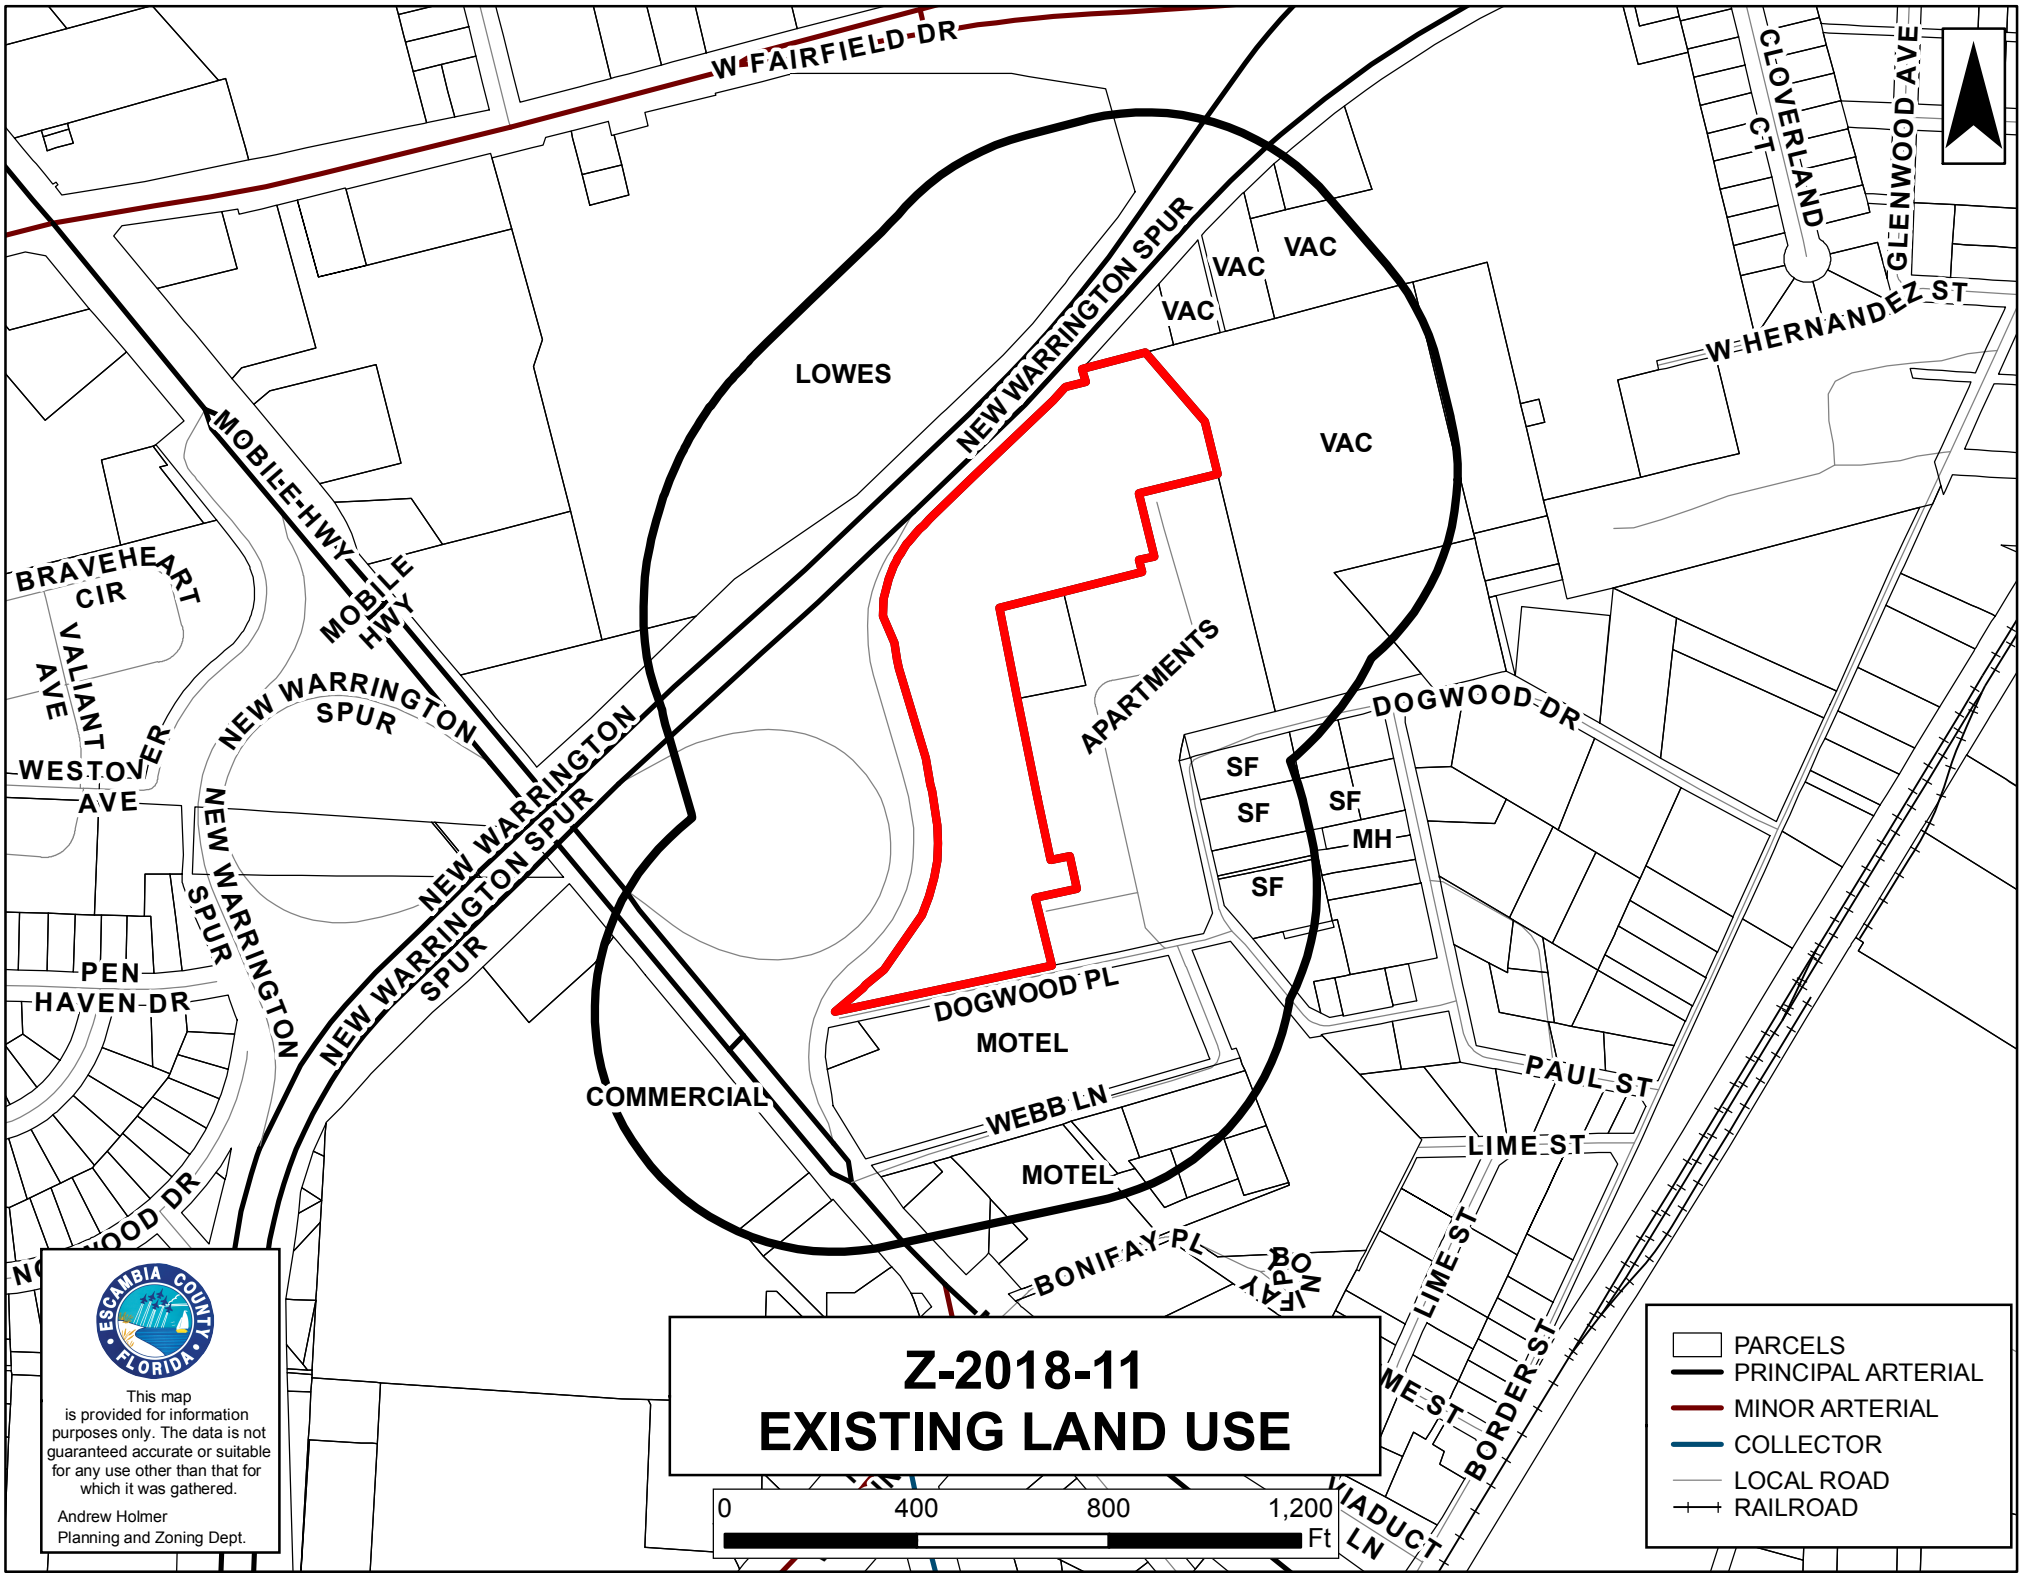 W FAIRFIELD DR
CLOVERLAND
CT
GLENWOOD AVE
W HERNANDEZ ST
NEW WARRINGTON SPUR
VAC
VAC
VAC
VAC
LOWES
MOBILE HWY
MOBILE
HWY
BRAVEHEART
CIR
VALIANT
AVE
WESTOVER
AVE
NEW WARRINGTON
SPUR
NEW WARRINGTON
SPUR
NEW WARRINGTON
NEW WARRINGTON SPUR
SPUR
APARTMENTS
DOGWOOD DR
SF
SF
SF
MH
SF
PEN
HAVEN DR
DOGWOOD PL
MOTEL
COMMERCIAL
WEBB LN
MOTEL
PAUL ST
LIME ST
LIME ST
BONIFAY PL
BORDER ST
VIADUCT
LN
ESCAMBIA COUNTY
FLORIDA
This map
is provided for information
purposes only. The data is not
guaranteed accurate or suitable
for any use other than that for
which it was gathered.
Andrew Holmer
Planning and Zoning Dept.
Z-2018-11
EXISTING LAND USE
0 400 800 1,200
Ft
PARCELS
PRINCIPAL ARTERIAL
MINOR ARTERIAL
COLLECTOR
LOCAL ROAD
RAILROAD